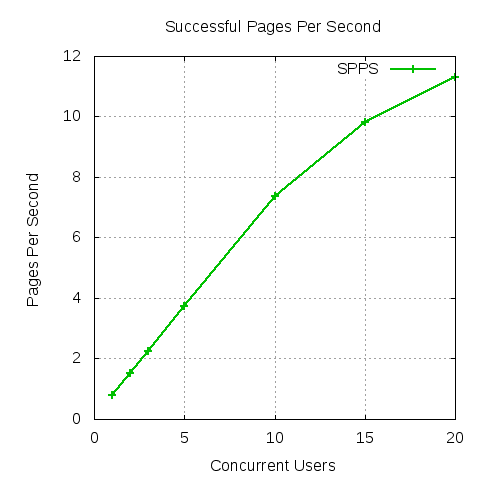 Successful Pages Per Second
SPPS
12
10
8
6
4
2
0
Pages Per Second
0 5 10 15 20
Concurrent Users